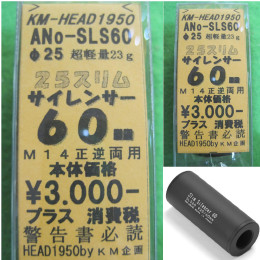 KM-HEAD1950
ANo-SLS60
Φ25 超軽量23g
25スリム
サイレンサー
60㎜
M14正逆両用
本体価格
¥3,000-
プラス 消費税
警告書必読
HEAD1950by KM企画
KM-HEAD1950
ANo-SLS60
Φ25 超軽量23g
25スリム
サイレンサー
60㎜
M14正逆両用
本体価格
¥3,000-
プラス 消費税
警告書必読
HEAD1950by KM企画
Slim Silencer 60